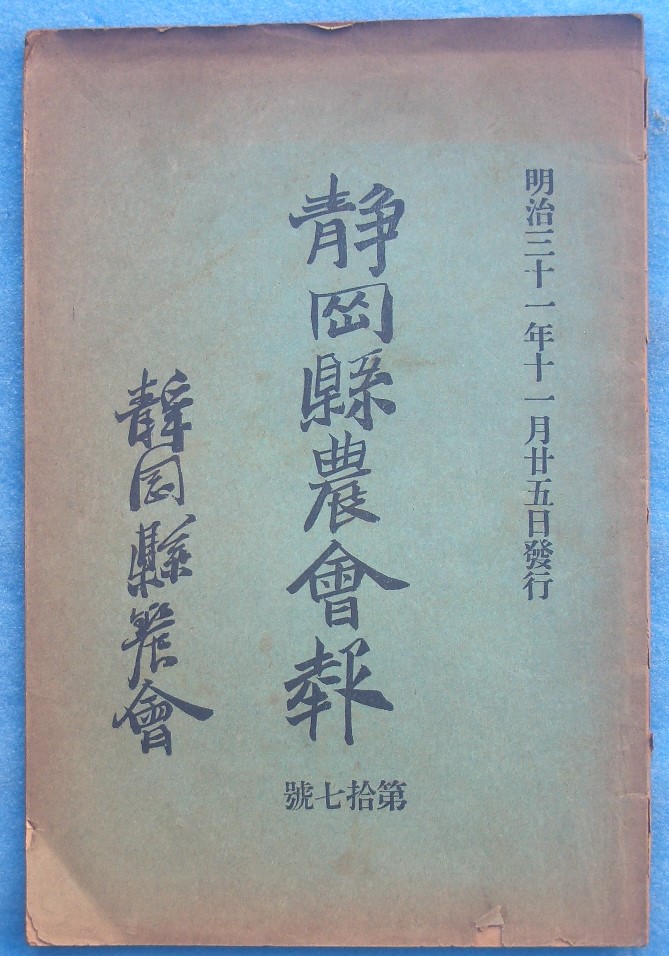 明治三十一年十一月廿五日發行
靜岡縣農會報
第拾七號
靜岡縣農會